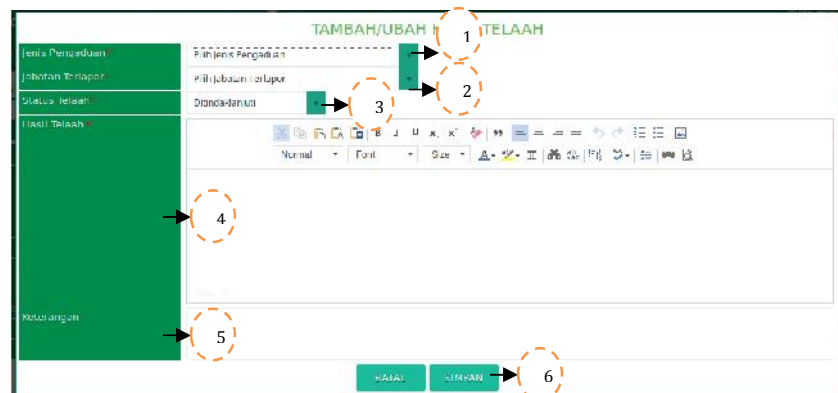 TAMBAH/UBAH TELAAH
1
Jenis Pengaduan
Pilih Jenis Pengaduan
Jabatan Terlapor
Pilih Jabatan Terlapor
2
Status Telaah
Ditindaklanjuti
3
Hasil Telaah *
B I U x, x'
Normal Font Size
4
Keterangan
5
BATAL SIMPAN
6